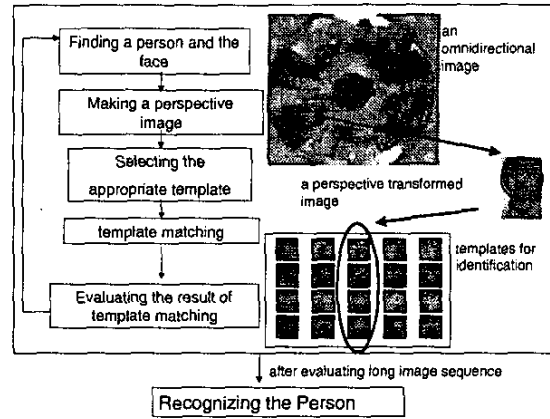 Finding a person and the
face
Making a perspective
image
Selecting the
appropriate template
template matching
Evaluating the result of
template matching
an
omnidirectional
image
a perspective transformed
image
templates for
identification
after evaluating long image sequence
Recognizing the Person